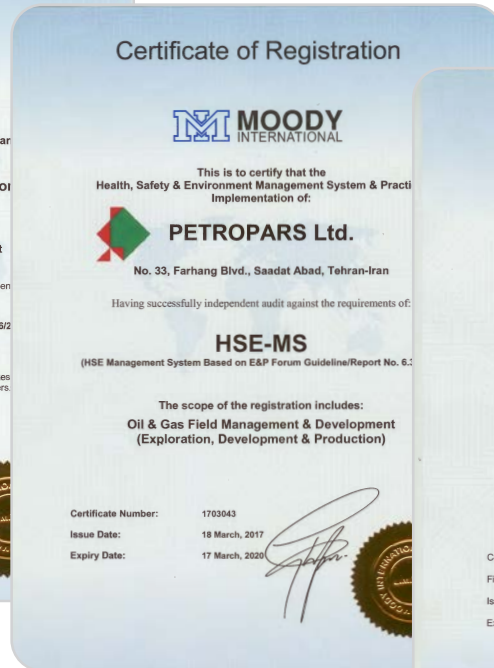 Certificate of Registration
MOODY
INTERNATIONAL
This is to certify that the
Health, Safety & Environment Management System & Practi
Implementation of:
PETROPARS Ltd.
No. 33, Farhang Blvd., Saadat Abad, Tehran-Iran
Having successfully independent audit against the requirements of:
HSE-MS
(HSE Management System Based on E&P Forum Guideline/Report No. 6.3
The scope of the registration includes:
Oil & Gas Field Management & Development
(Exploration, Development & Production)
Certificate Number: 1703043
Issue Date: 18 March, 2017
Expiry Date: 17 March, 2020